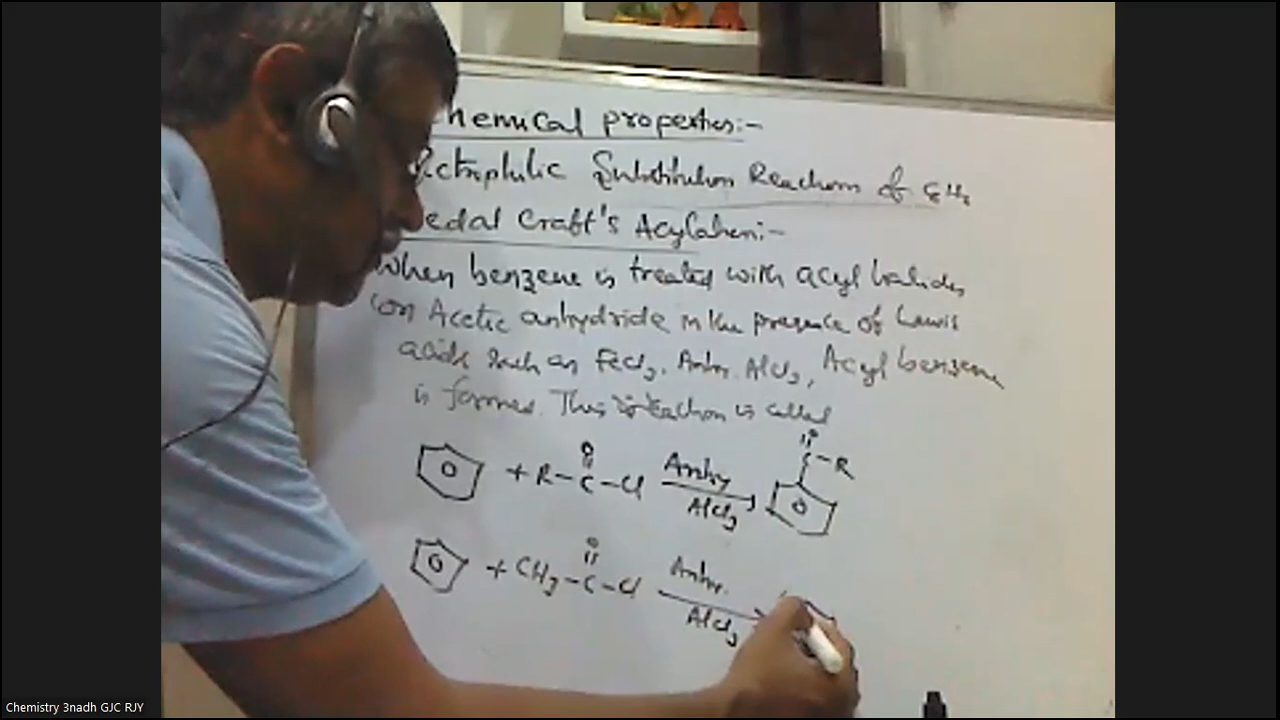 hemical properties:-
ctrophilic Substitution Reactions of C6H6
edal Craft's Acylation:-
When benzene is treated with acyl halides
(or) Acetic anhydride in the presence of Lewis
acids such as FeCl3, Anhy. AlCl3, Acyl benzene
is formed. This reaction is called
+ R-C-Cl Anhy AlCl3 C-R
O O
+ CH3-C-Cl Anhy. AlCl3
O
Chemistry 3nadh GJC RJY